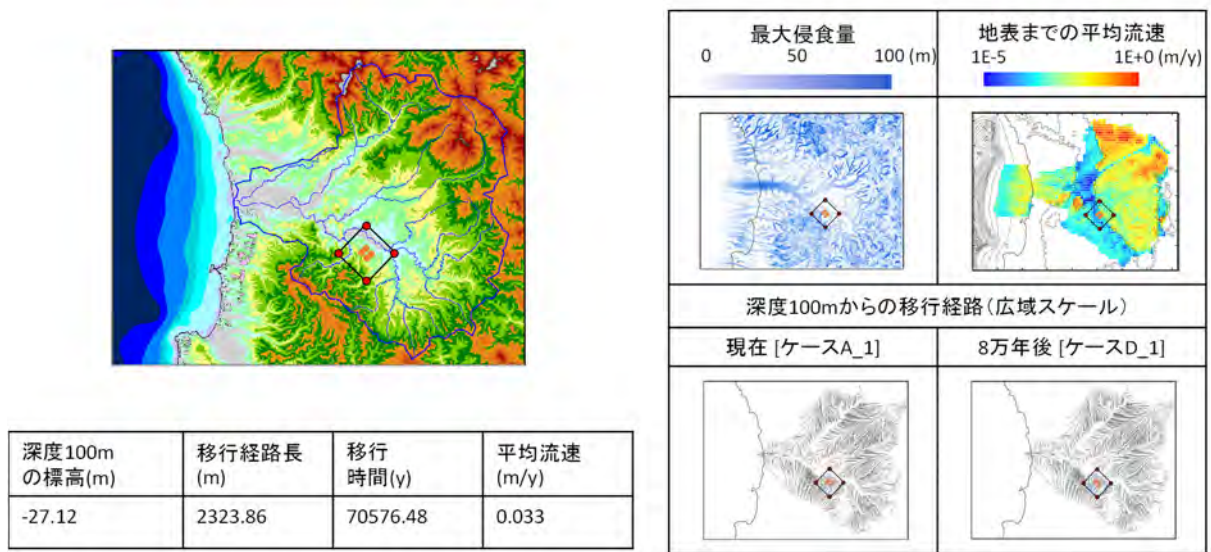 深度100m
の標高(m)
移行経路長
(m)
移行
時間(y)
平均流速
(m/y)
-27.12
2323.86
70576.48
0.033
最大侵食量
0 50 100 (m)
地表までの平均流速
1E-5 1E+0 (m/y)
深度100mからの移行経路(広域スケール)
現在 [ケースA_1]
8万年後 [ケースD_1]